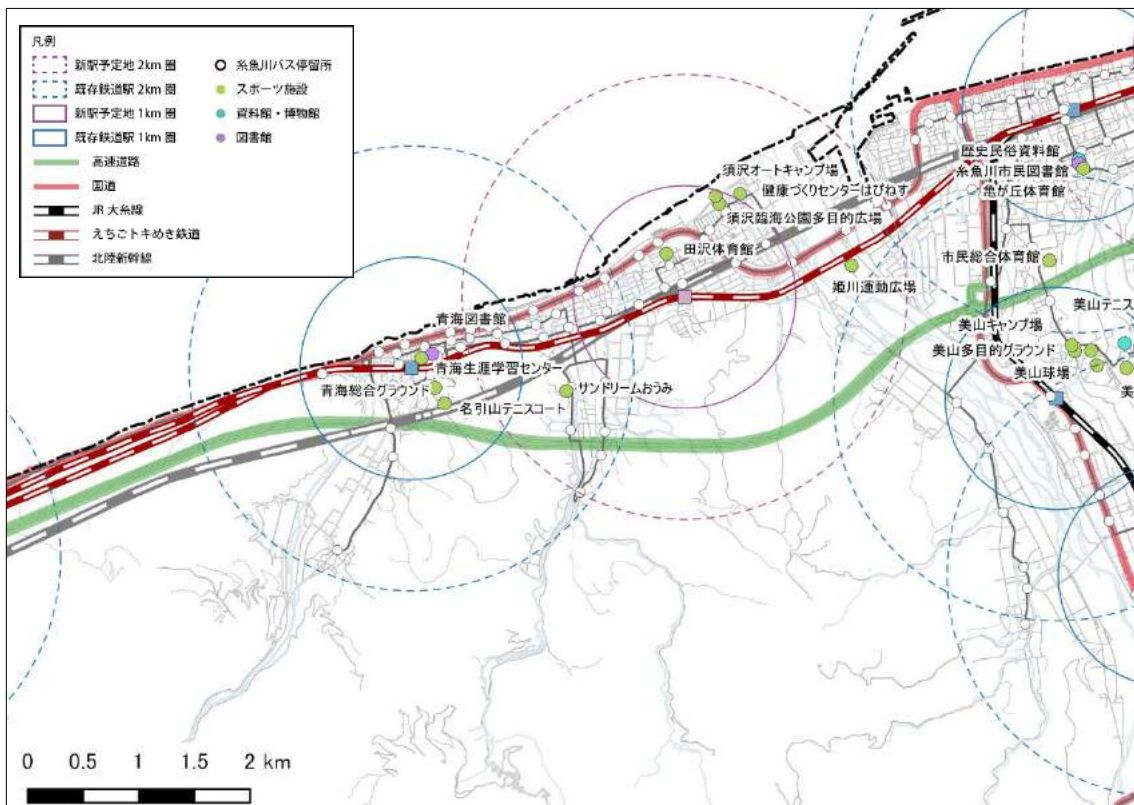 凡例
新駅予定地 2km 圏
既存鉄道駅 2km 圏
新駅予定地 1km 圏
既存鉄道駅 1km 圏
高速道路
国道
JR 大糸線
えちごトキめき鉄道
北陸新幹線
糸魚川バス停留所
スポーツ施設
資料館・博物館
図書館
歴史民俗資料館
糸魚川市民図書館
亀が丘体育館
須沢オートキャンプ場
健康づくりセンターはぴねす
須沢臨海公園多目的広場
田沢体育館
市民総合体育館
姫川運動広場
美山テニス
青海図書館
美山キャンプ場
美山多目的グラウンド
青海生涯学習センター
美山球場
青海総合グラウンド
サンドリームおうみ
美
名引山テニスコート
0 0.5 1 1.5 2 km